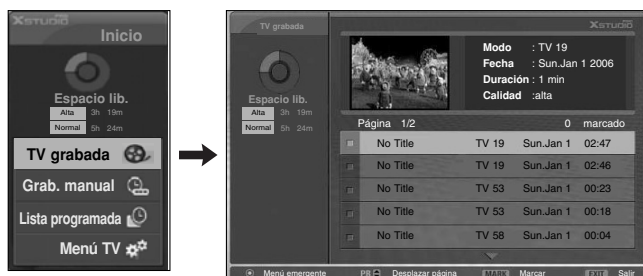 XSTUDIO
Inicio
Espacio lib.
Alta 3h 19m
Normal 5h 24m
TV grabada
Grab. manual
Lista programada
Menú TV
TV grabada
XSTUDIO
Espacio lib.
Alta 3h 19m
Normal 5h 24m
Modo : TV 19
Fecha : Sun.Jan 1 2006
Duración : 1 min
Calidad :alta
Página 1/2 0 marcado
No Title TV 19 Sun.Jan 1 02:47
No Title TV 19 Sun.Jan 1 02:46
No Title TV 53 Sun.Jan 1 00:23
No Title TV 53 Sun.Jan 1 00:18
No Title TV 58 Sun.Jan 1 00:04
Menú emergente PR Desplazar página MARK Marcar EXIT Salir